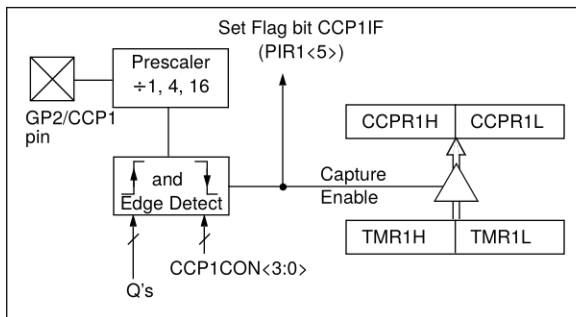 Set Flag bit CCP1IF
(PIR1<5>)
Prescaler
÷1, 4, 16
GP2/CCP1
pin
CCPR1H CCPR1L
and
Edge Detect
Capture
Enable
TMR1H TMR1L
CCP1CON<3:0>
Q's